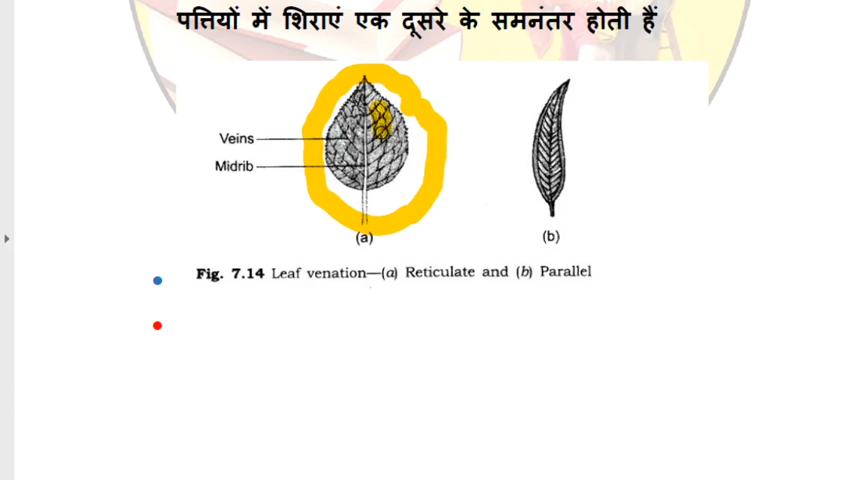 पत्तियों में शिराएं एक दूसरे के समनंतर होती हैं
Veins
Midrib
(a)
(b)
Fig. 7.14 Leaf venation—(a) Reticulate and (b) Parallel